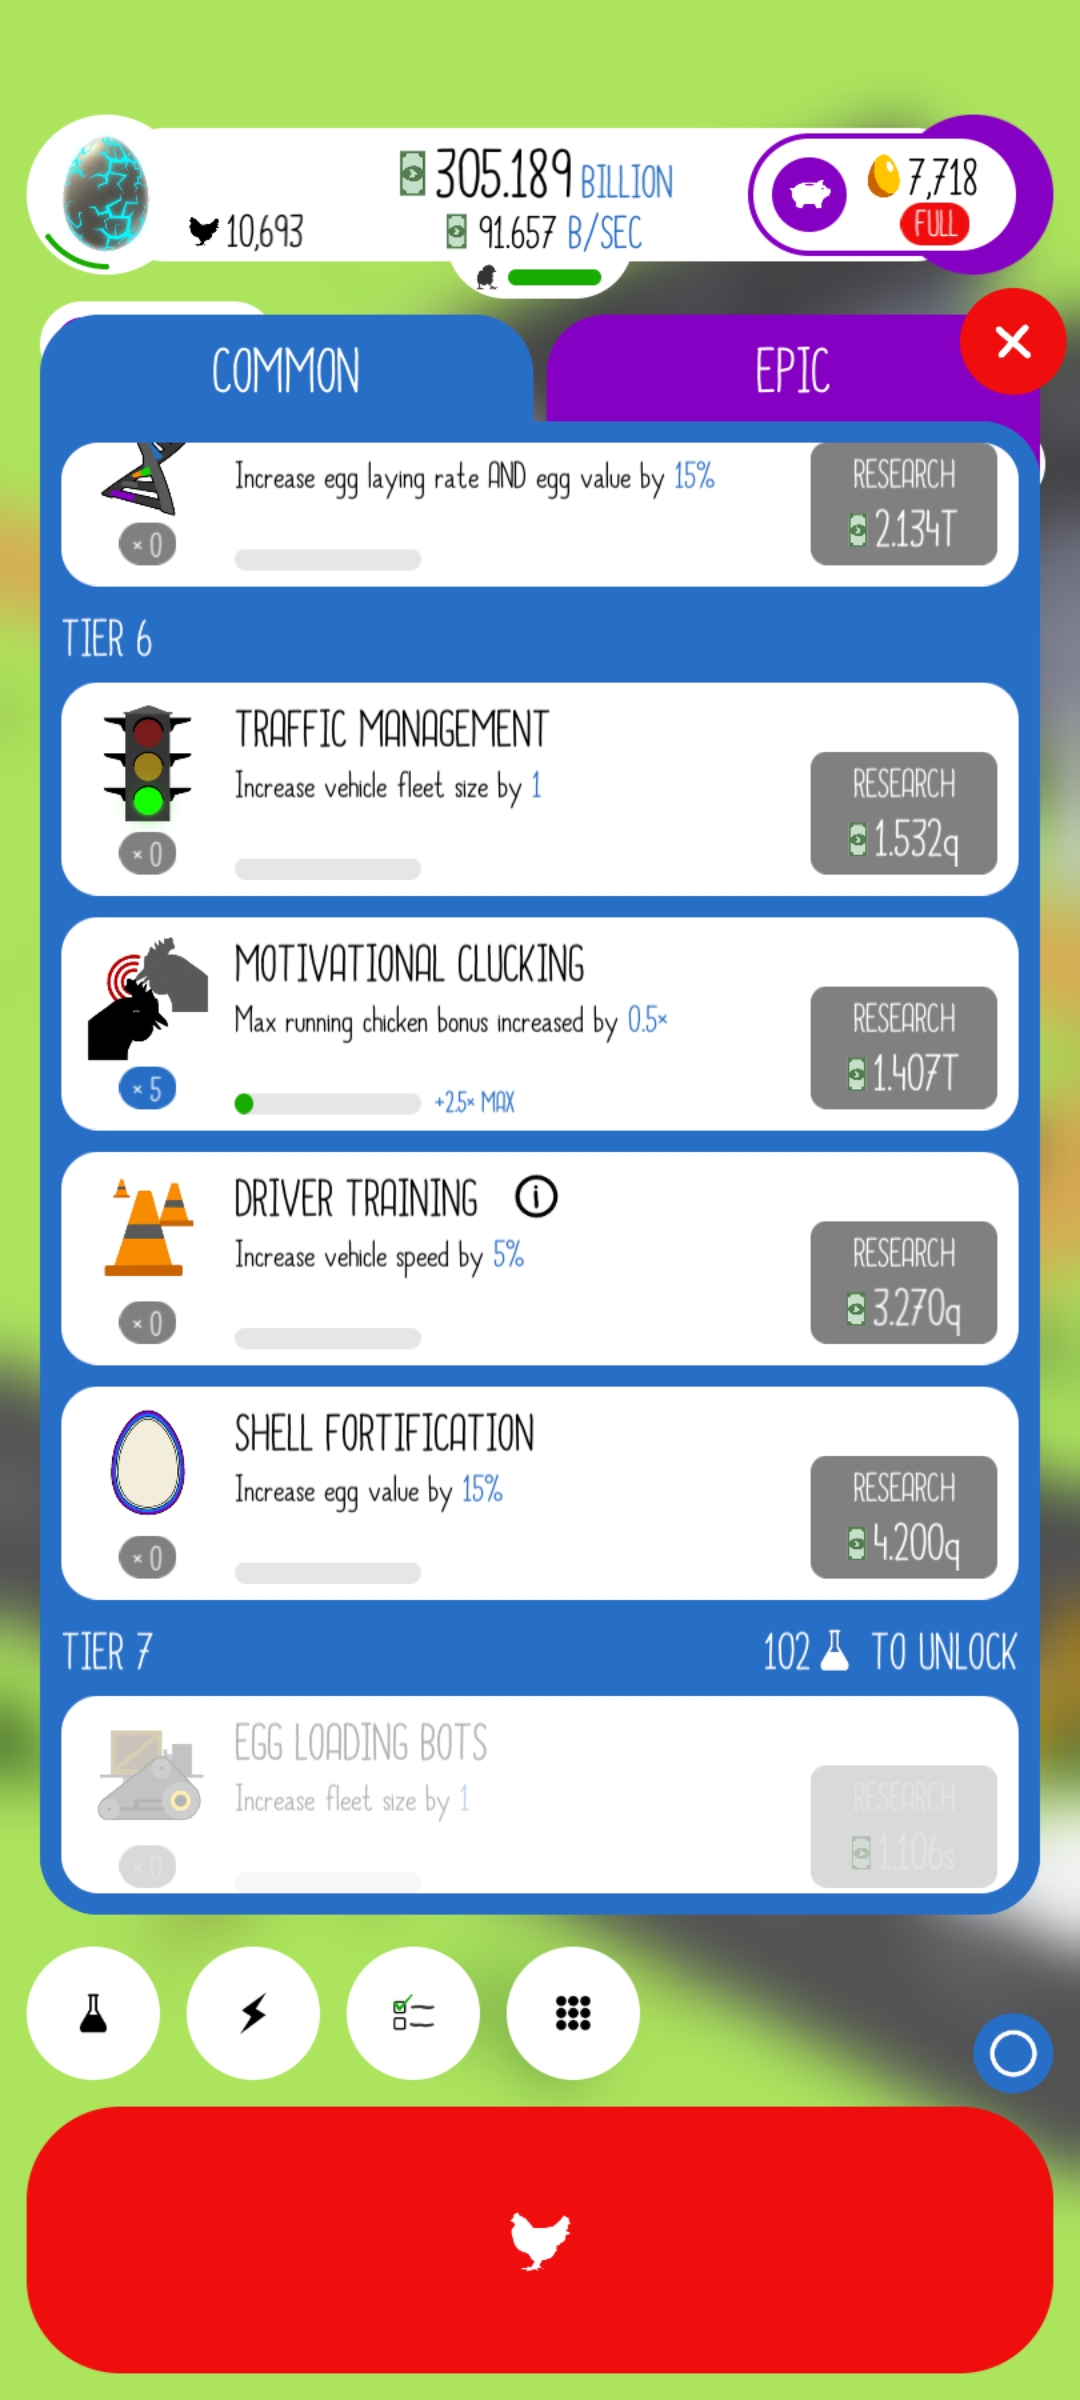 305.189 BILLION
10,693
91.657 B/SEC
7,718
FULL
COMMON
EPIC
Increase egg laying rate AND egg value by 15%
RESEARCH
2.134T
× 0
TIER 6
TRAFFIC MANAGEMENT
Increase vehicle fleet size by 1
RESEARCH
1.532q
× 0
MOTIVATIONAL CLUCKING
Max running chicken bonus increased by 0.5×
RESEARCH
1.407T
× 5
+2.5× MAX
DRIVER TRAINING
Increase vehicle speed by 5%
RESEARCH
3.270q
× 0
SHELL FORTIFICATION
Increase egg value by 15%
RESEARCH
4.200q
× 0
TIER 7
102 TO UNLOCK
EGG LOADING BOTS
Increase fleet size by 1
RESEARCH
1.106s
× 0